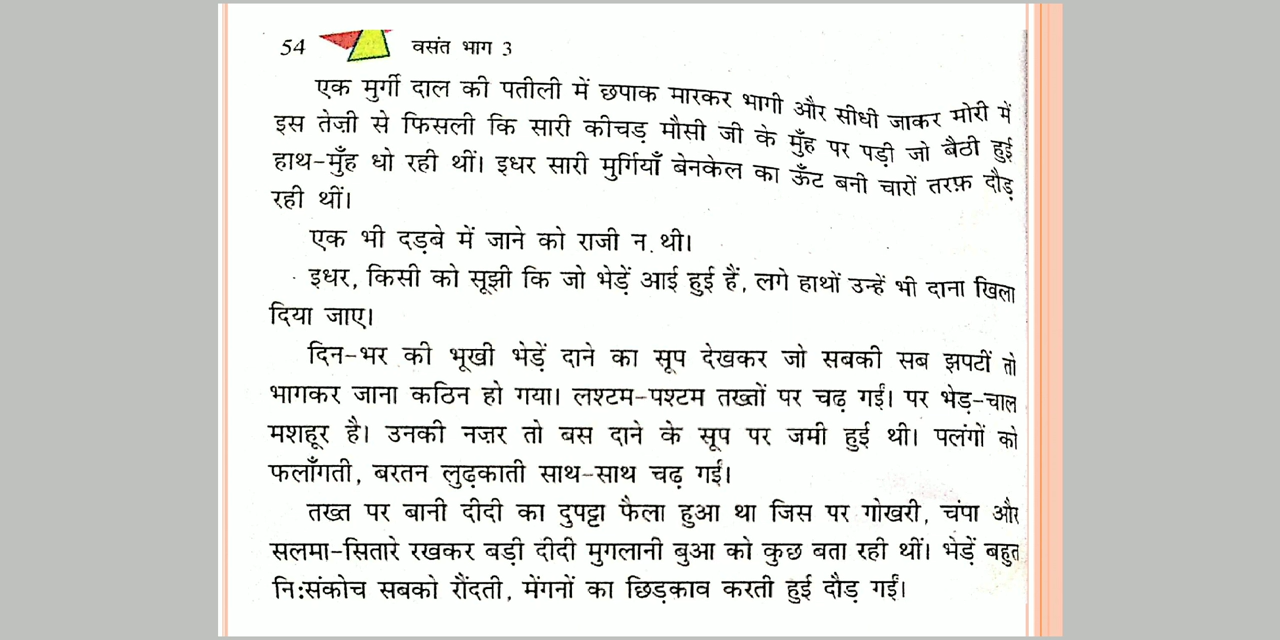 54 वसंत भाग 3
एक मुर्गी दाल की पतीली में छपाक मारकर भागी और सीधी जाकर मोरी में
इस तेज़ी से फिसली कि सारी कीचड़ मौसी जी के मुँह पर पड़ी जो बैठी हुई
हाथ-मुँह धो रही थीं। इधर सारी मुर्गियाँ बेनकेल का ऊँट बनी चारों तरफ़ दौड़
रही थीं।
एक भी दड़बे में जाने को राजी न थी।
इधर, किसी को सूझी कि जो भेड़ें आई हुई हैं, लगे हाथों उन्हें भी दाना खिला
दिया जाए।
दिन-भर की भूखी भेड़ें दाने का सूप देखकर जो सबकी सब झपटीं तो
भागकर जाना कठिन हो गया। लश्टम-पश्टम तख्तों पर चढ़ गईं। पर भेड़-चाल
मशहूर है। उनकी नज़र तो बस दाने के सूप पर जमी हुई थी। पलंगों को
फलाँगती, बरतन लुढ़काती साथ-साथ चढ़ गईं।
तख्त पर बानी दीदी का दुपट्टा फैला हुआ था जिस पर गोखरी, चंपा और
सलमा-सितारे रखकर बड़ी दीदी मुगलानी बुआ को कुछ बता रही थीं। भेड़ें बहुत
नि:संकोच सबको रौंदती, मेंगनों का छिड़काव करती हुई दौड़ गईं।